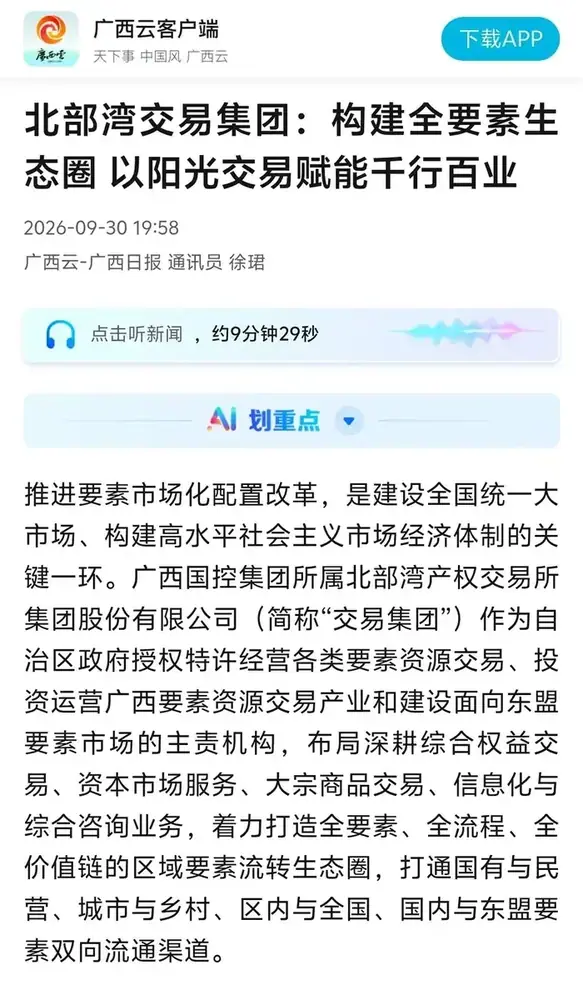 广西云客户端
天下事 中国风 广西云
下载APP
北部湾交易集团：构建全要素生
态圈 以阳光交易赋能千行百业
2026-09-30 19:58
广西云-广西日报 通讯员 徐珺
点击听新闻 ，约9分钟29秒
AI 划重点
推进要素市场化配置改革，是建设全国统一大
市场、构建高水平社会主义市场经济体制的关
键一环。广西国控集团所属北部湾产权交易所
集团股份有限公司（简称“交易集团”）作为自
治区政府授权特许经营各类要素资源交易、投
资运营广西要素资源交易产业和建设面向东盟
要素市场的主责机构，布局深耕综合权益交
易、资本市场服务、大宗商品交易、信息化与
综合咨询业务，着力打造全要素、全流程、全
价值链的区域要素流转生态圈，打通国有与民
营、城市与乡村、区内与全国、国内与东盟要
素双向流通渠道。